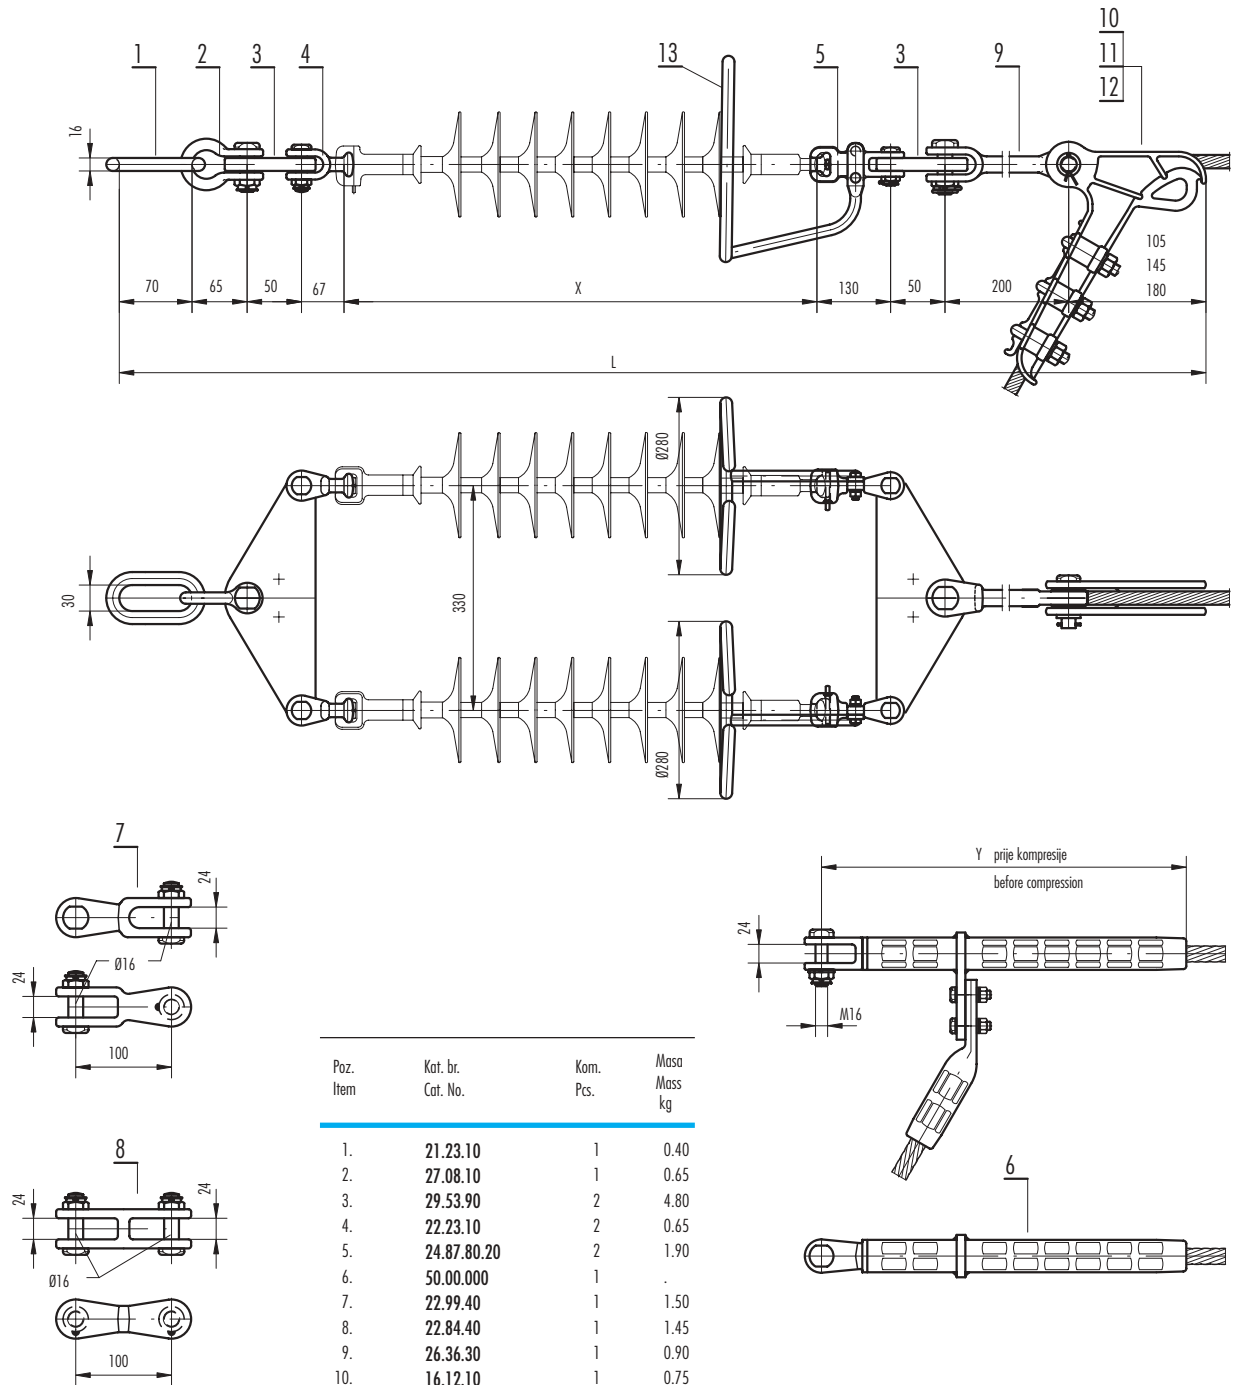 10
1 2 3 4 13 5 3 9 11
12
16
105
145
70 65 50 67 X 130 50 200 180
L
Ø280
30
330
Ø280
7
24
Ø16
24
100
Y prije kompresije
before compression
24
M16
6
8
24 24
Ø16
100
Poz. Kat. br. Kom. Masa
Item Cat. No. Pcs. Mass
kg
1. 21.23.10 1 0.40
2. 27.08.10 1 0.65
3. 29.53.90 2 4.80
4. 22.23.10 2 0.65
5. 24.87.80.20 2 1.90
6. 50.00.000 1 .
7. 22.99.40 1 1.50
8. 22.84.40 1 1.45
9. 26.36.30 1 0.90
10. 16.12.10 1 0.75